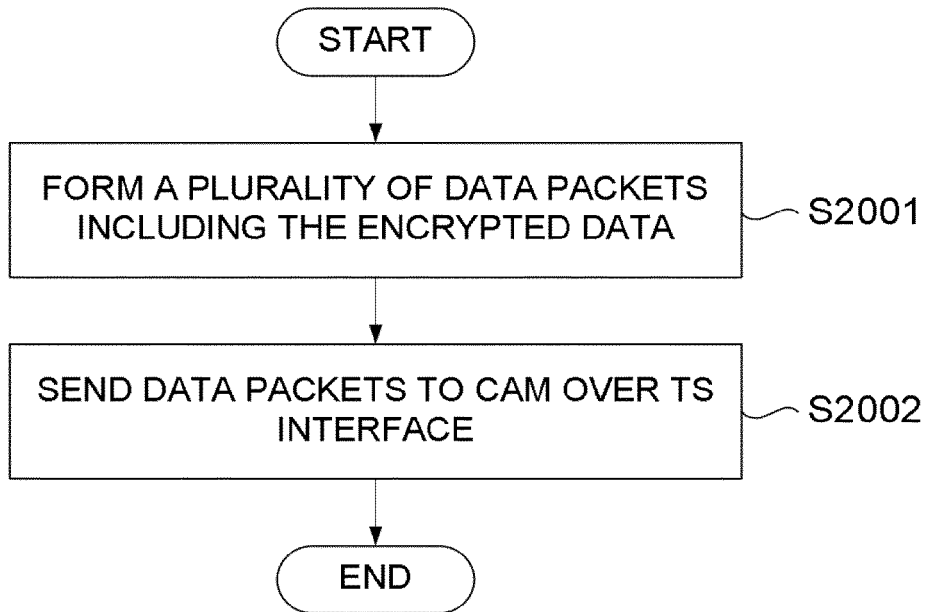 START
FORM A PLURALITY OF DATA PACKETS
INCLUDING THE ENCRYPTED DATA
S2001
SEND DATA PACKETS TO CAM OVER TS
INTERFACE
S2002
END